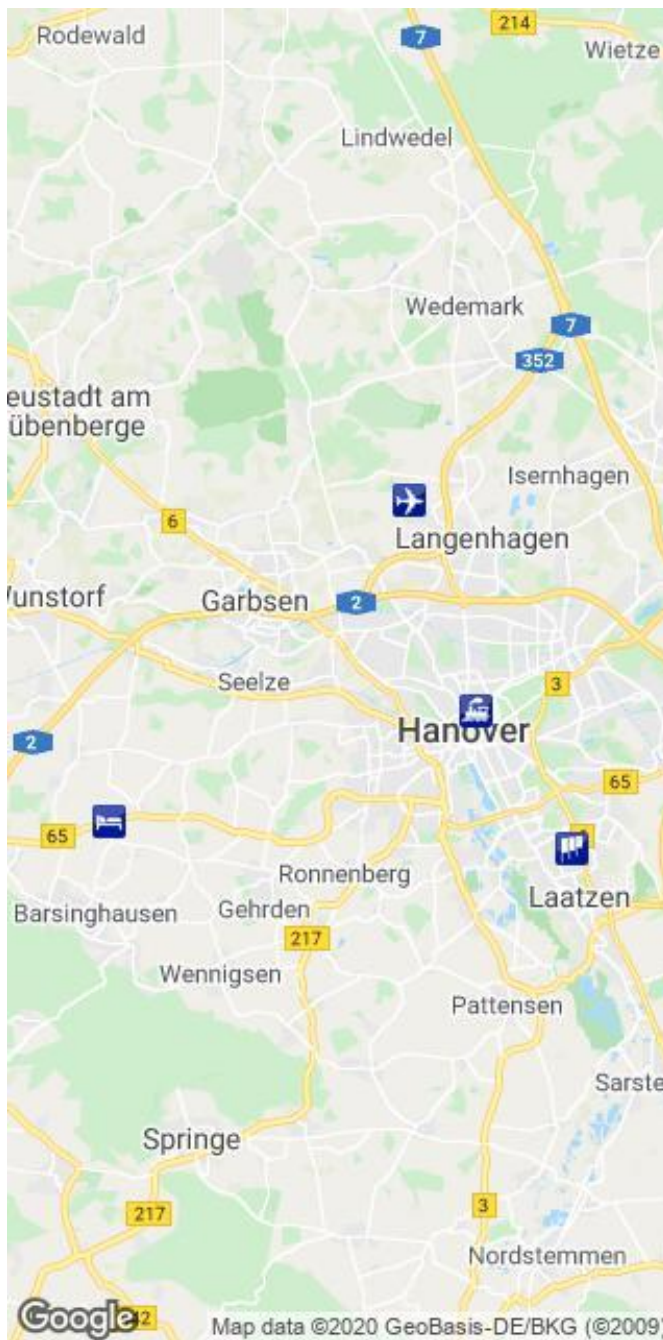 214
7
Rodewald
Wietze
Lindwedel
Wedemark
7
352
eustadt am
übenberge
Isernhagen
6
Langenhagen
Garbsen
2
Vunstorf
Seelze
3
Hanover
2
65
65
Ronnenberg
Laatzen
Barsinghausen
Gehrden
217
Wennigsen
Pattensen
Sarste
Springe
3
217
Nordstemmen
Google
42
Map data ©2020 GeoBasis-DE/BKG (©2009